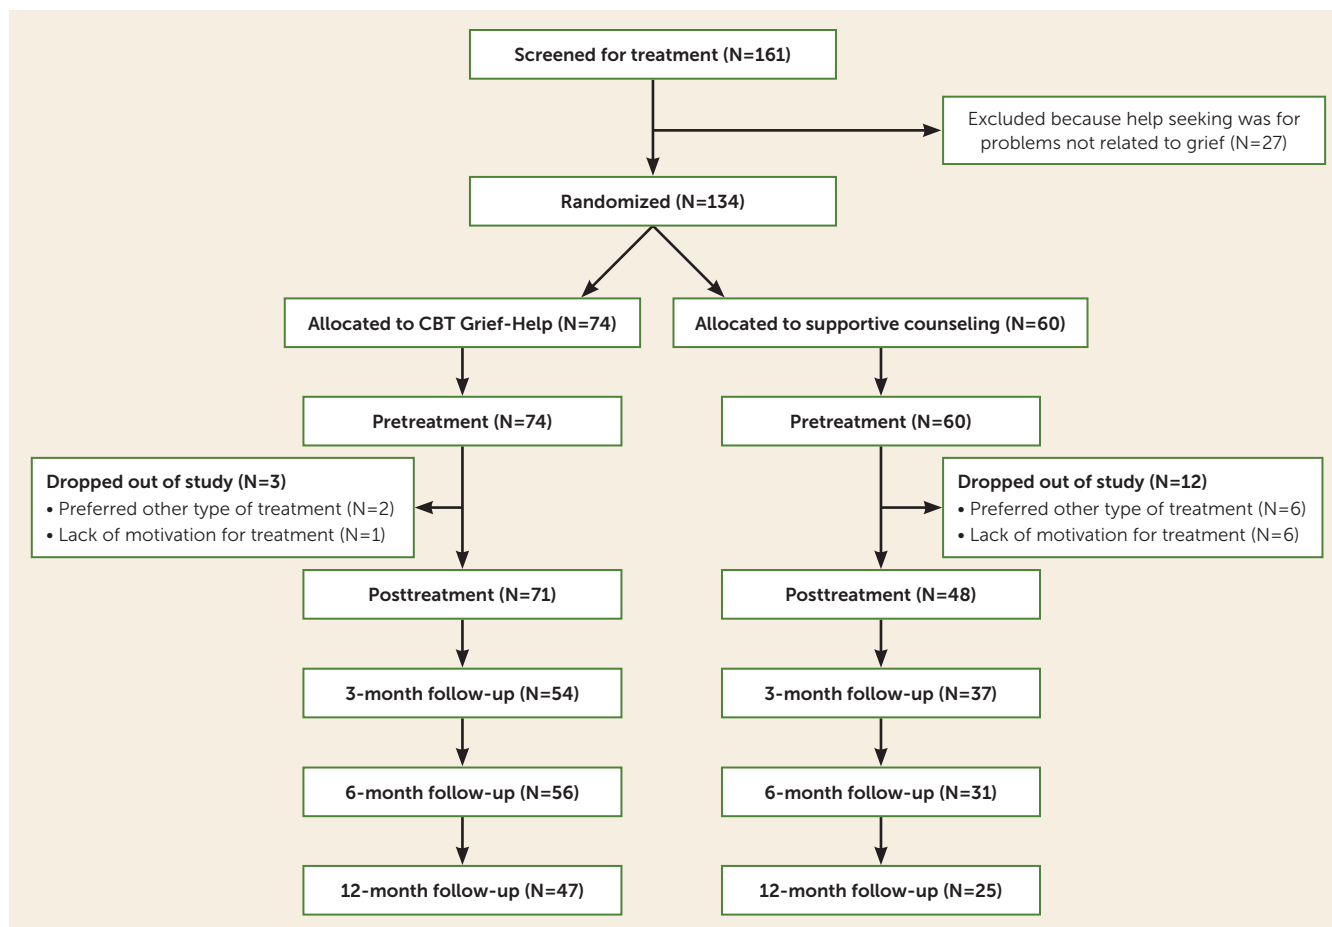 Screened for treatment (N=161)
Excluded because help seeking was for
problems not related to grief (N=27)
Randomized (N=134)
Allocated to CBT Grief-Help (N=74)
Allocated to supportive counseling (N=60)
Pretreatment (N=74)
Pretreatment (N=60)
Dropped out of study (N=3)
• Preferred other type of treatment (N=2)
• Lack of motivation for treatment (N=1)
Dropped out of study (N=12)
• Preferred other type of treatment (N=6)
• Lack of motivation for treatment (N=6)
Posttreatment (N=71)
Posttreatment (N=48)
3-month follow-up (N=54)
3-month follow-up (N=37)
6-month follow-up (N=56)
6-month follow-up (N=31)
12-month follow-up (N=47)
12-month follow-up (N=25)